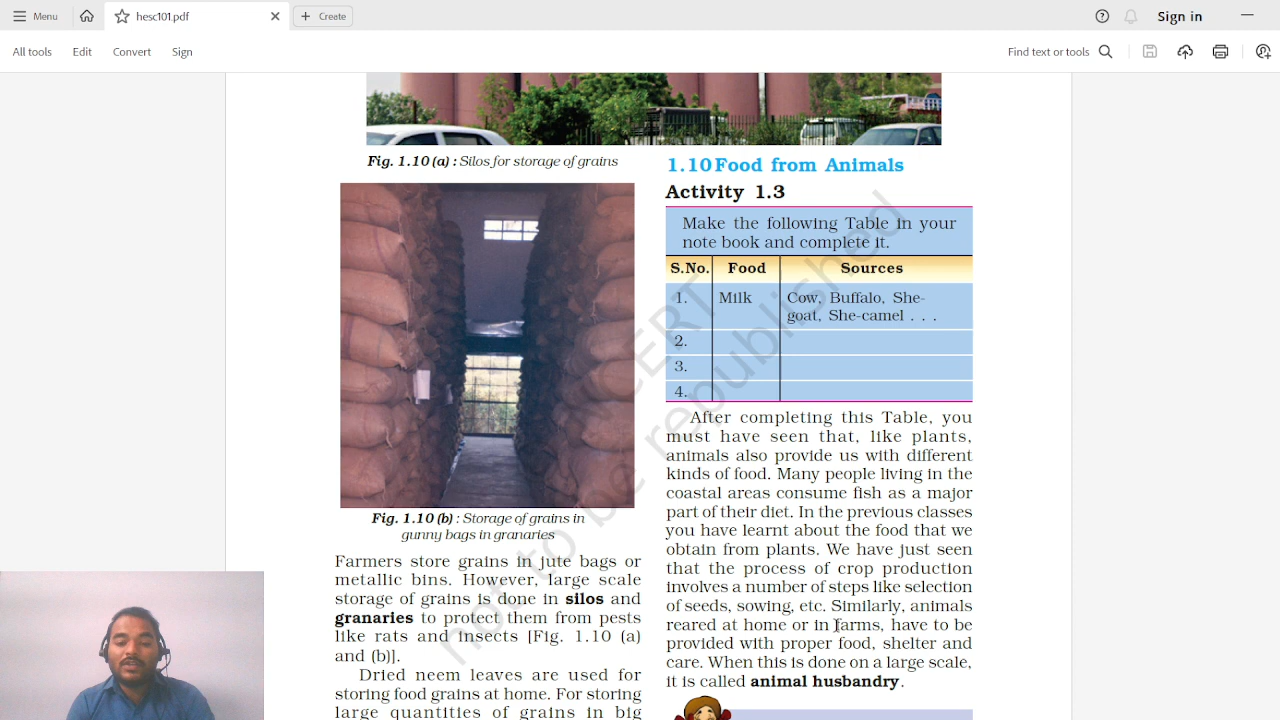 Menu
hesc101.pdf
Create
Sign in
All tools
Edit
Convert
Sign
Find text or tools
Fig. 1.10 (a) : Silos for storage of grains
Fig. 1.10 (b) : Storage of grains in
gunny bags in granaries
Farmers store grains in jute bags or
metallic bins. However, large scale
storage of grains is done in silos and
granaries to protect them from pests
like rats and insects [Fig. 1.10 (a)
and (b)].
Dried neem leaves are used for
storing food grains at home. For storing
large quantities of grains in big
1.10 Food from Animals
Activity 1.3
Make the following Table in your
note book and complete it.
S.No. Food Sources
1. Milk Cow, Buffalo, She-
goat, She-camel . . .
2.
3.
4.
After completing this Table, you
must have seen that, like plants,
animals also provide us with different
kinds of food. Many people living in the
coastal areas consume fish as a major
part of their diet. In the previous classes
you have learnt about the food that we
obtain from plants. We have just seen
that the process of crop production
involves a number of steps like selection
of seeds, sowing, etc. Similarly, animals
reared at home or in farms, have to be
provided with proper food, shelter and
care. When this is done on a large scale,
it is called animal husbandry.
not to be republished